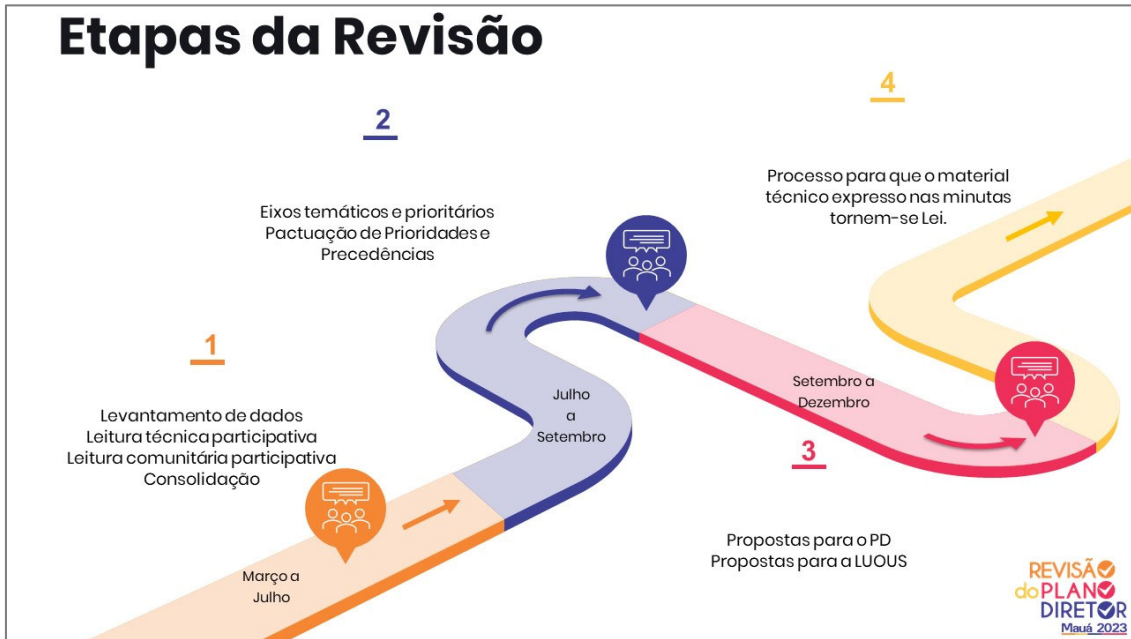 Etapas da Revisão
1
Levantamento de dados
Leitura técnica participativa
Leitura comunitária participativa
Consolidação
Março a
Julho
2
Eixos temáticos e prioritários
Pactuação de Prioridades e
Precedências
Julho
a
Setembro
3
Setembro a
Dezembro
Propostas para o PD
Propostas para a LUOUS
4
Processo para que o material
técnico expresso nas minutas
tornem-se Lei.
REVISÃO
do PLANO
DIRETOR
Mauá 2023